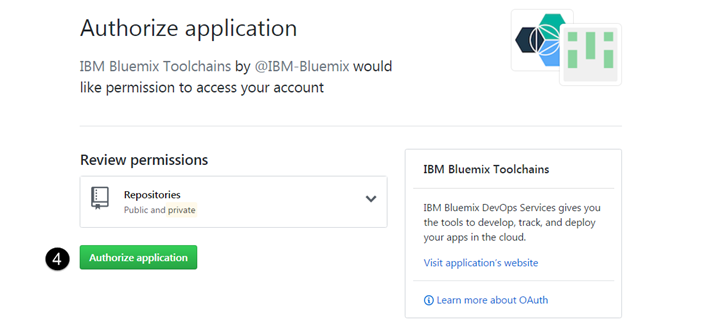 Authorize application
IBM Bluemix Toolchains by @IBM-Bluemix would
like permission to access your account
Review permissions
Repositories
Public and private
4
Authorize application
IBM Bluemix Toolchains
IBM Bluemix DevOps Services gives you
the tools to develop, track, and deploy
your apps in the cloud.
Visit application's website
Learn more about OAuth